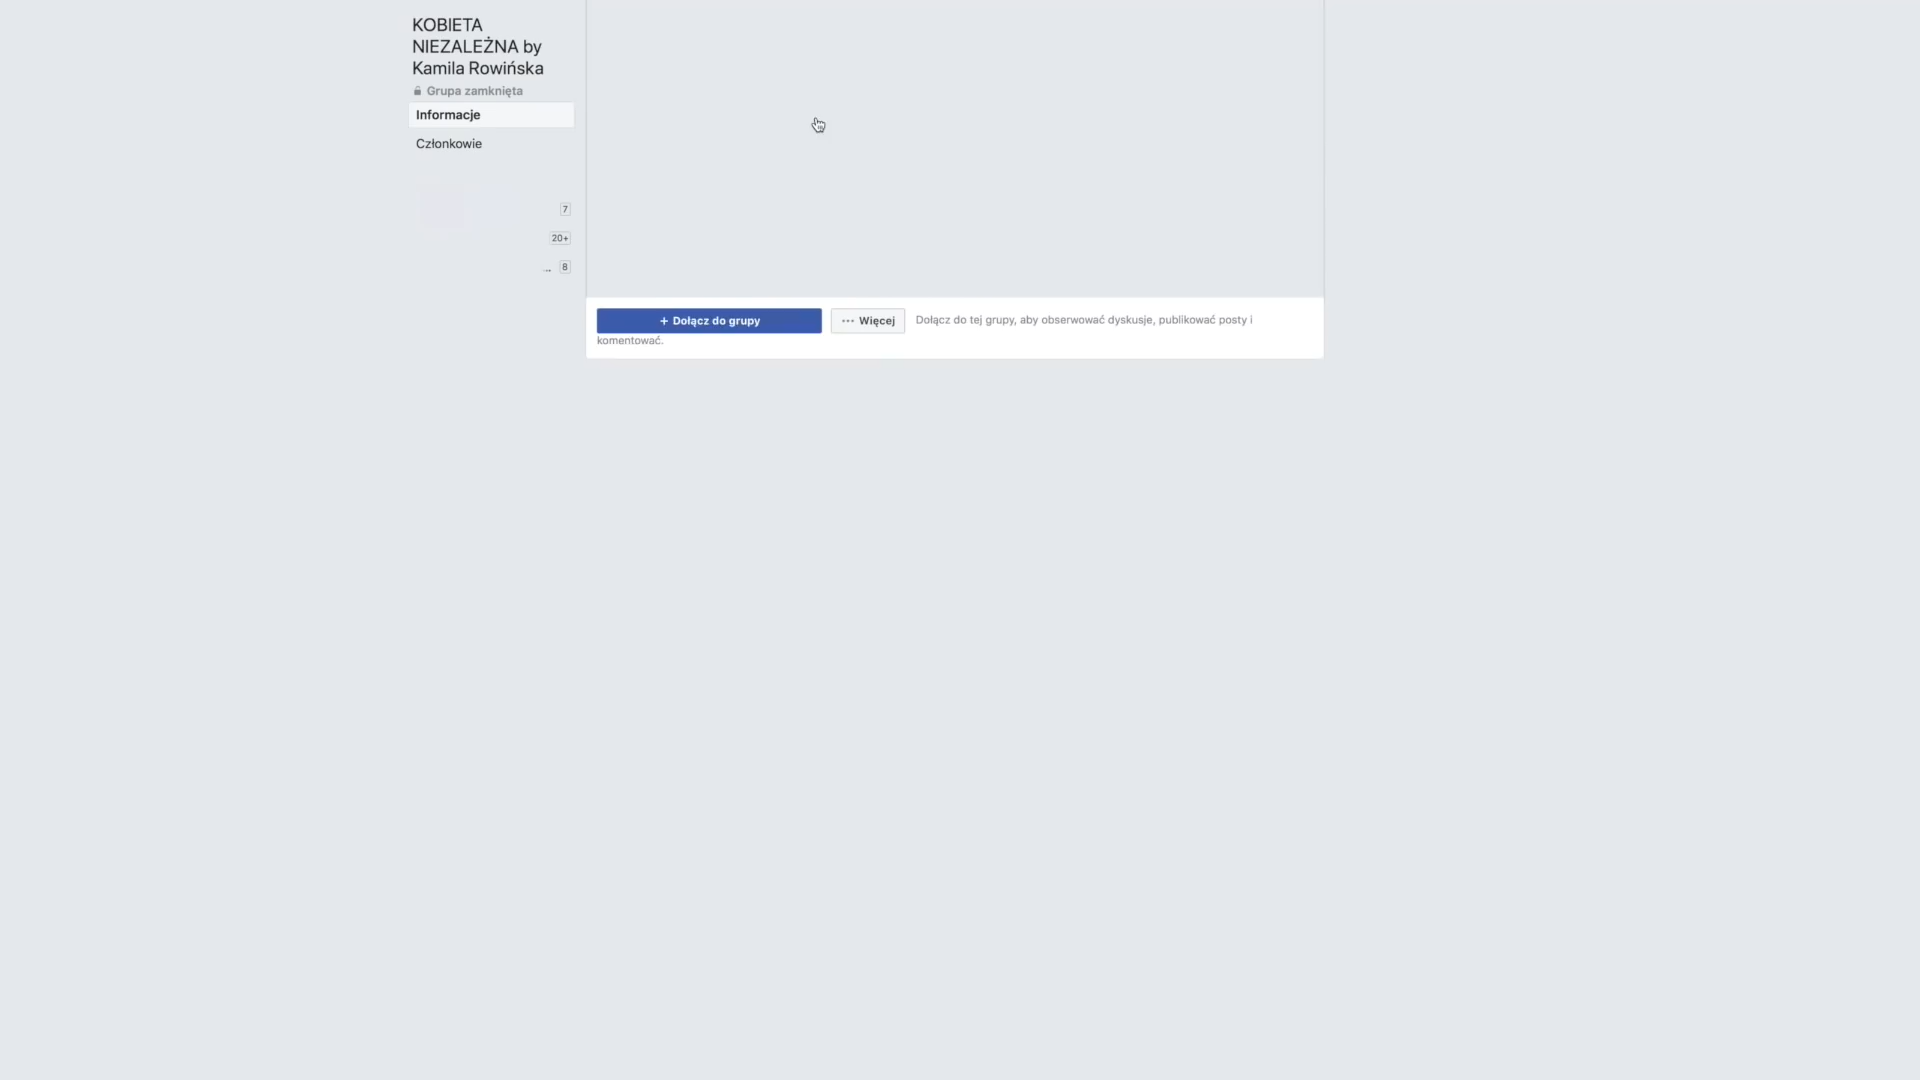 KOBIETA
NIEZALEŻNA by
Kamila Rowińska
Grupa zamknięta
Informacje
Członkowie
7
20+
... 8
+ Dołącz do grupy
··· Więcej
Dołącz do tej grupy, aby obserwować dyskusje, publikować posty i
komentować.